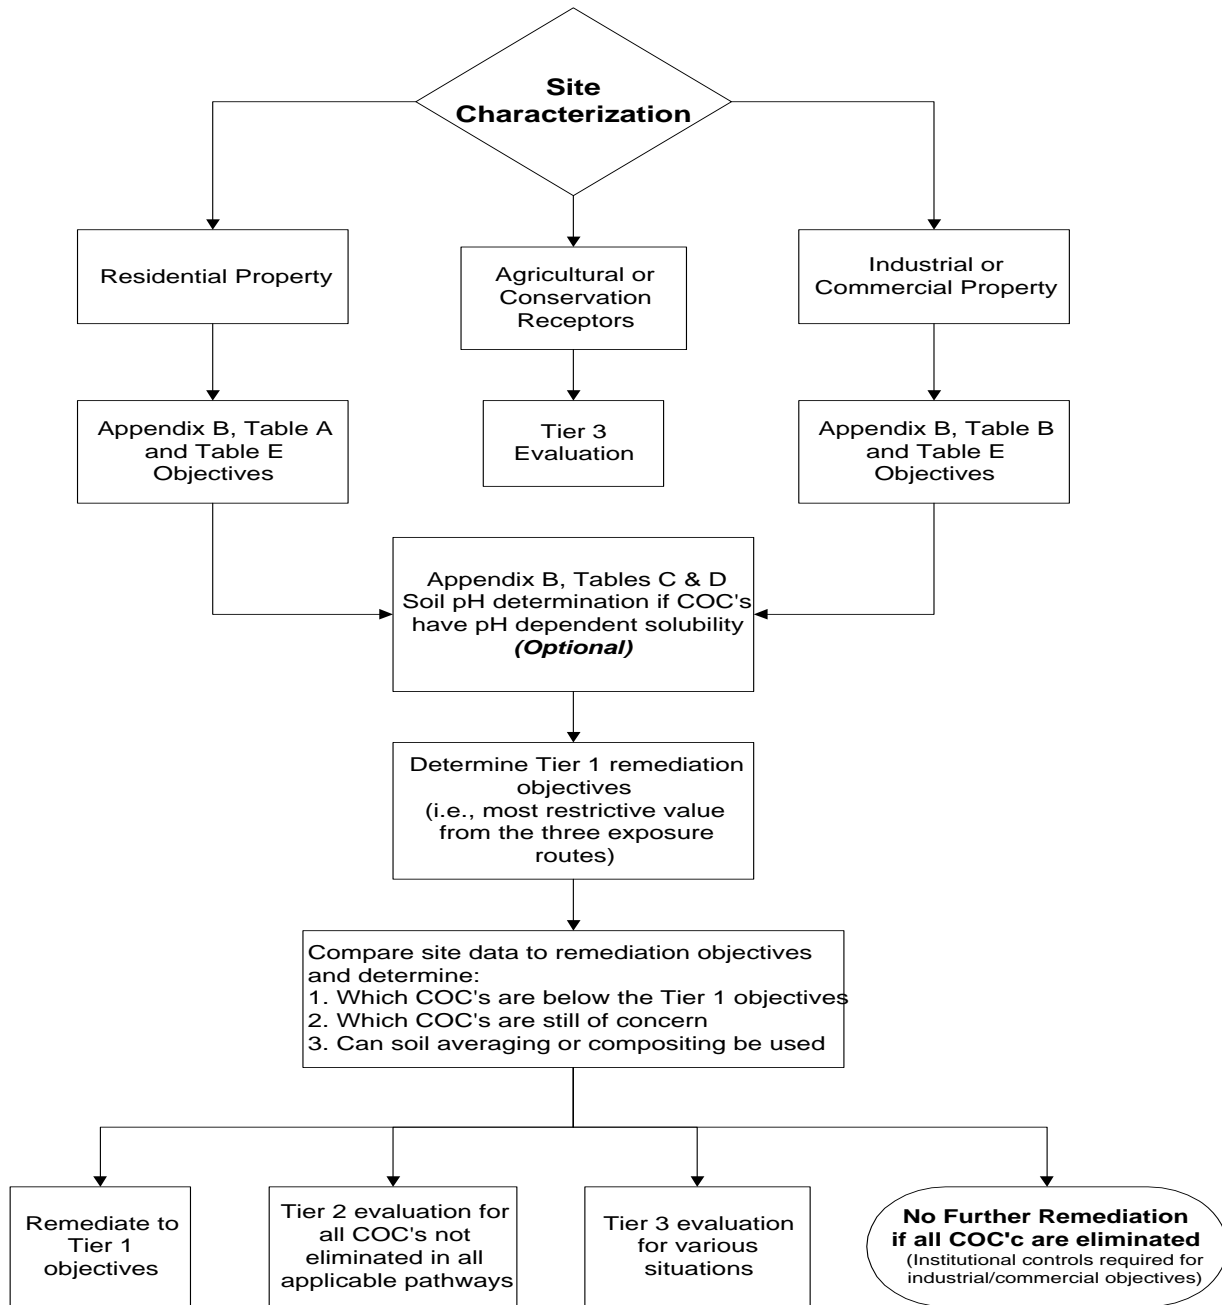 Site
Characterization
Residential Property
Agricultural or
Conservation
Receptors
Industrial or
Commercial Property
Appendix B, Table A
and Table E
Objectives
Tier 3
Evaluation
Appendix B, Table B
and Table E
Objectives
Appendix B, Tables C & D
Soil pH determination if COC's
have pH dependent solubility
(Optional)
Determine Tier 1 remediation
objectives
(i.e., most restrictive value
from the three exposure
routes)
Compare site data to remediation objectives
and determine:
1. Which COC's are below the Tier 1 objectives
2. Which COC's are still of concern
3. Can soil averaging or compositing be used
Remediate to
Tier 1
objectives
Tier 2 evaluation for
all COC's not
eliminated in all
applicable pathways
Tier 3 evaluation
for various
situations
No Further Remediation
if all COC'c are eliminated
(Institutional controls required for
industrial/commercial objectives)